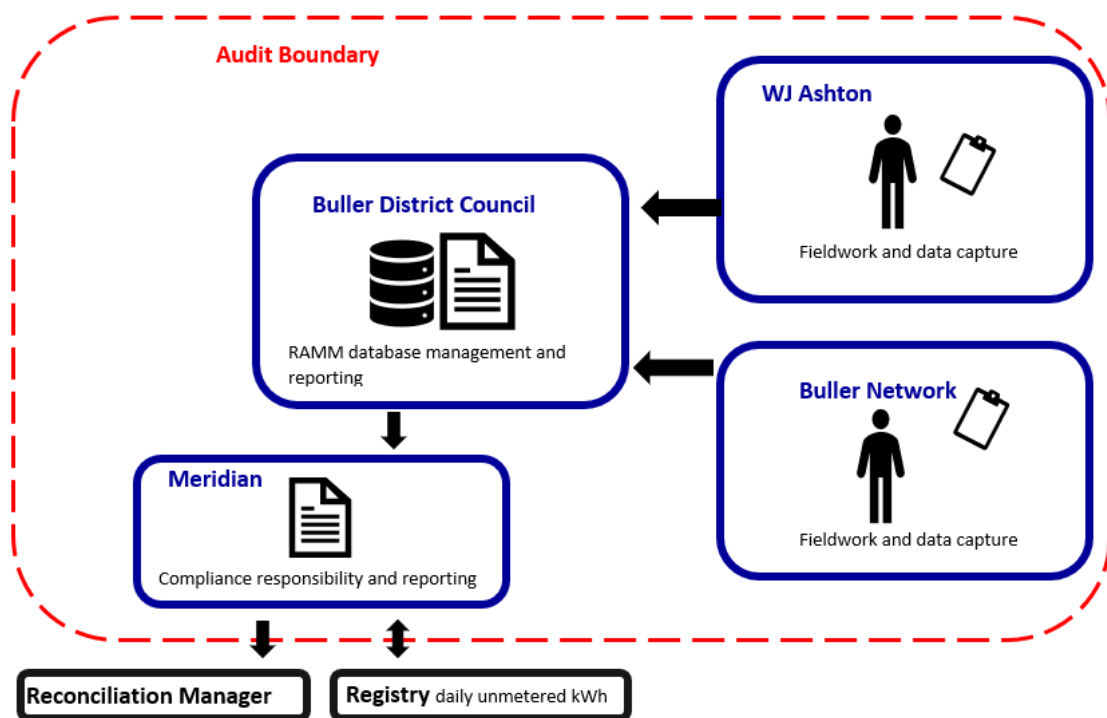 Audit Boundary
WJ Ashton
Fieldwork and data capture
Buller District Council
RAMM database management and
reporting
Buller Network
Fieldwork and data capture
Meridian
Compliance responsibility and reporting
Reconciliation Manager
Registry daily unmetered kWh